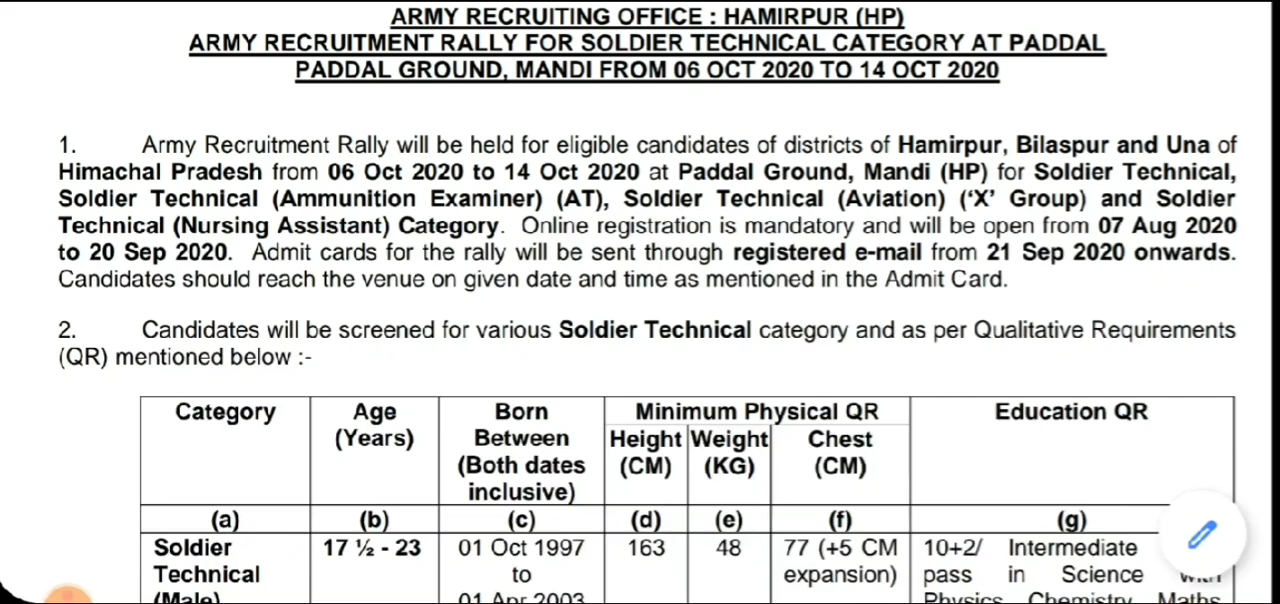 ARMY RECRUITING OFFICE : HAMIRPUR (HP)
ARMY RECRUITMENT RALLY FOR SOLDIER TECHNICAL CATEGORY AT PADDAL
PADDAL GROUND, MANDI FROM 06 OCT 2020 TO 14 OCT 2020
1. Army Recruitment Rally will be held for eligible candidates of districts of Hamirpur, Bilaspur and Una of
Himachal Pradesh from 06 Oct 2020 to 14 Oct 2020 at Paddal Ground, Mandi (HP) for Soldier Technical,
Soldier Technical (Ammunition Examiner) (AT), Soldier Technical (Aviation) (‘X’ Group) and Soldier
Technical (Nursing Assistant) Category. Online registration is mandatory and will be open from 07 Aug 2020
to 20 Sep 2020. Admit cards for the rally will be sent through registered e-mail from 21 Sep 2020 onwards.
Candidates should reach the venue on given date and time as mentioned in the Admit Card.
2. Candidates will be screened for various Soldier Technical category and as per Qualitative Requirements
(QR) mentioned below :-
Category Age Born Minimum Physical QR Education QR
(Years) Between Height Weight Chest
(Both dates (CM) (KG) (CM)
inclusive)
(a) (b) (c) (d) (e) (f) (g)
Soldier 17 ½ - 23 01 Oct 1997 163 48 77 (+5 CM 10+2/ Intermediate
Technical to expansion) pass in Science with
(Male) 01 Apr 2003 Physics Chemistry Maths